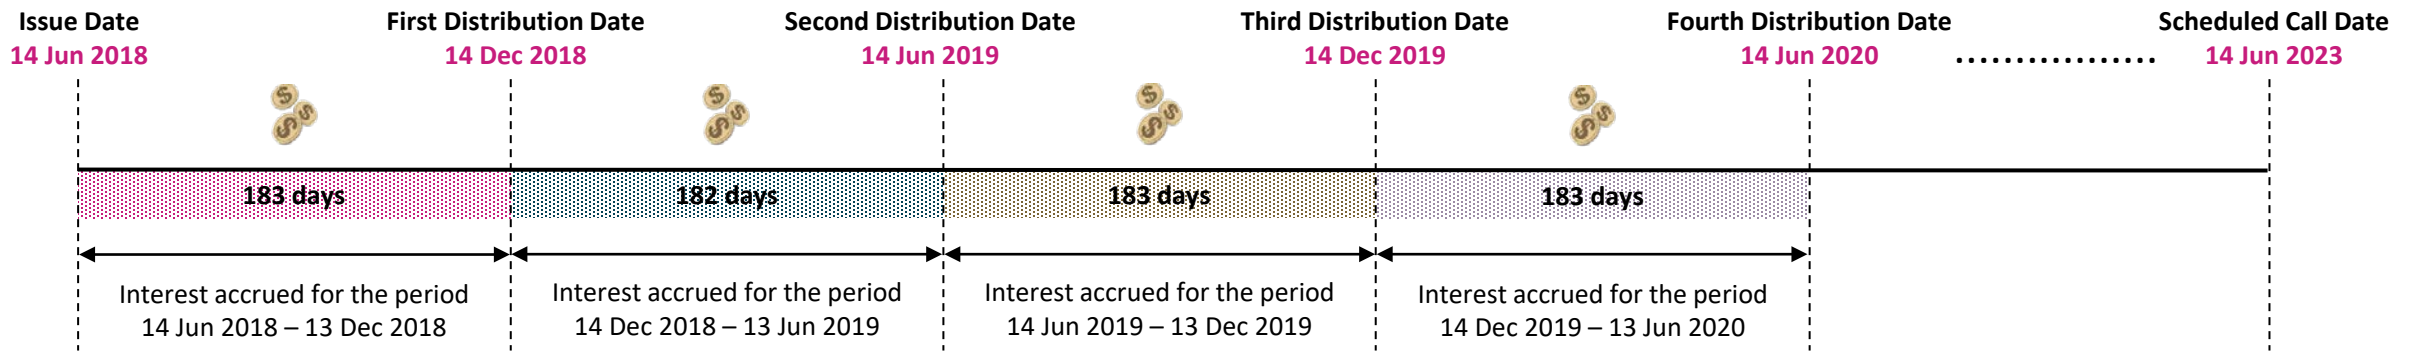 Issue Date
14 Jun 2018
First Distribution Date
14 Dec 2018
Second Distribution Date
14 Jun 2019
Third Distribution Date
14 Dec 2019
Fourth Distribution Date
14 Jun 2020
.................
Scheduled Call Date
14 Jun 2023
$ $ $
$ $ $
$ $ $
$ $ $
183 days
182 days
183 days
183 days
Interest accrued for the period
14 Jun 2018 – 13 Dec 2018
Interest accrued for the period
14 Dec 2018 – 13 Jun 2019
Interest accrued for the period
14 Jun 2019 – 13 Dec 2019
Interest accrued for the period
14 Dec 2019 – 13 Jun 2020